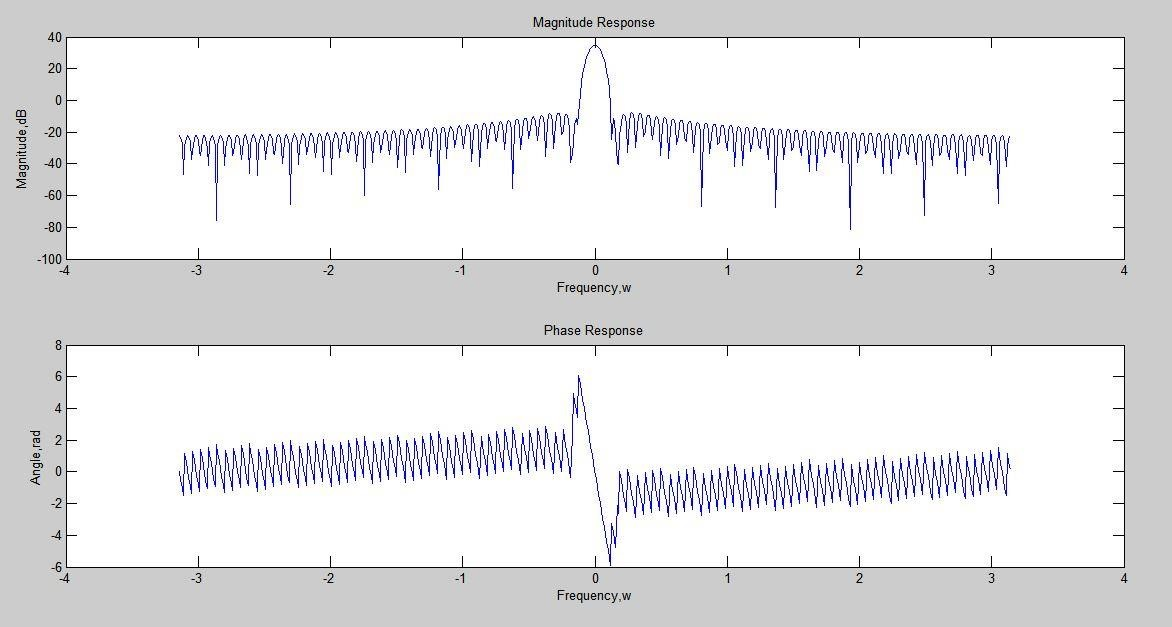 Magnitude Response
40
20
0
-20
-40
-60
-80
-100
Magnitude,dB
-4 -3 -2 -1 0 1 2 3 4
Frequency,w
Phase Response
8
6
4
2
0
-2
-4
-6
Angle,rad
-4 -3 -2 -1 0 1 2 3 4
Frequency,w